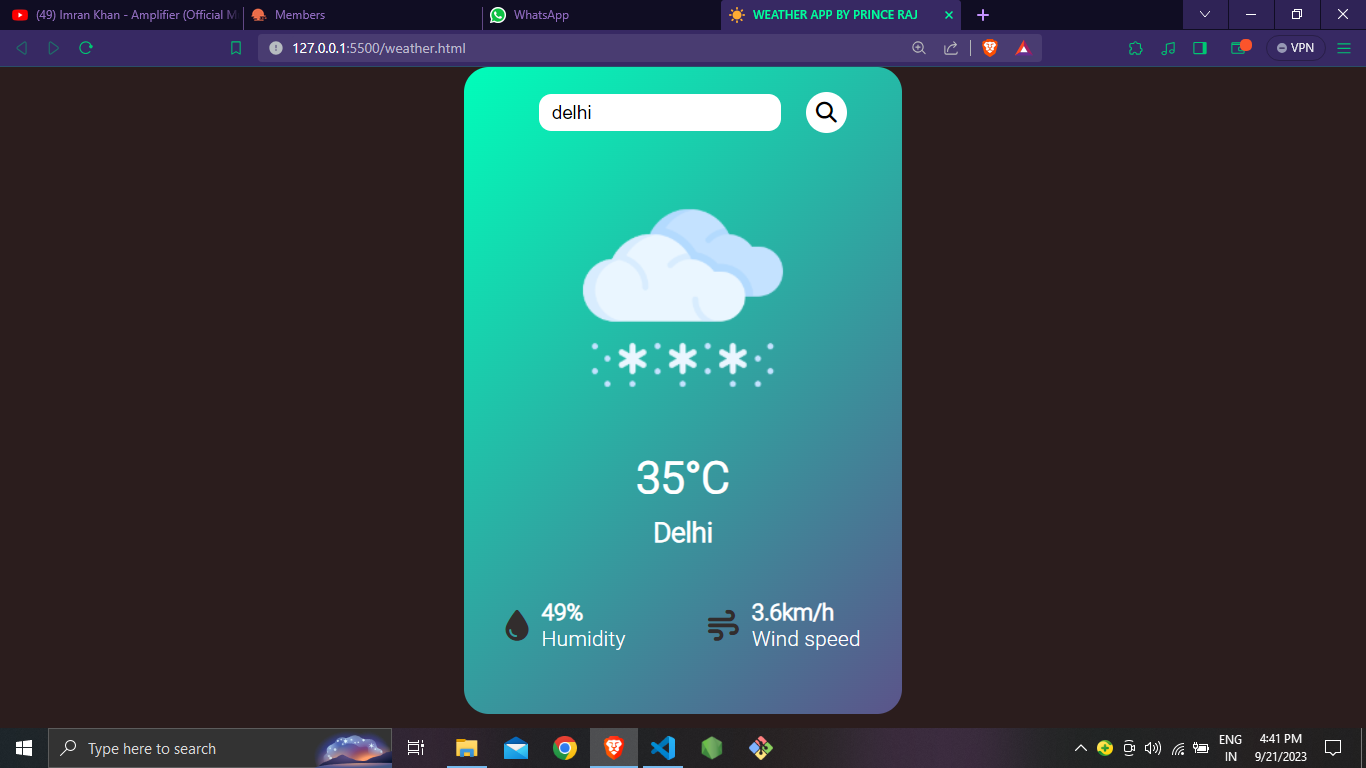 (49) Imran Khan - Amplifier (Official M
Members
WhatsApp
WEATHER APP BY PRINCE RAJ
127.0.0.1:5500/weather.html
VPN
delhi
35°C
Delhi
49%
Humidity
3.6km/h
Wind speed
Type here to search
ENG
IN
4:41 PM
9/21/2023